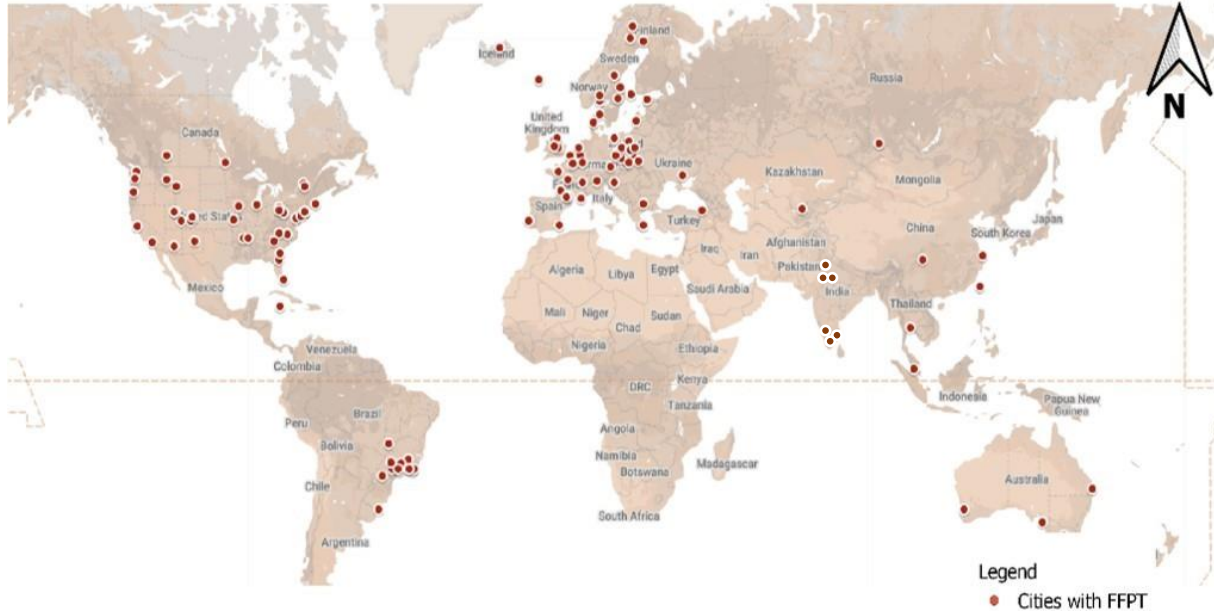 Iceland
inland
Sweden
Norway
Russia
N
United
Kingdom
Canada
Ukraine
Kazakhstan
Mongolia
Spain
Italy
Turkey
China
Japan
South Korea
Iraq
Iran
Afghanistan
Pakistan
Mexico
Algeria
Libya
Egypt
Saudi Arabia
India
Mali
Niger
Chad
Sudan
Thailand
Nigeria
Ethiopia
Venezuela
Colombia
DRC
Kenya
Tanzania
Indonesia
Papua New
Guinea
Peru
Brazil
Bolivia
Angola
Namibia
Botswana
Madagascar
Chile
Australia
South Africa
Argentina
Legend
Cities with FFPT